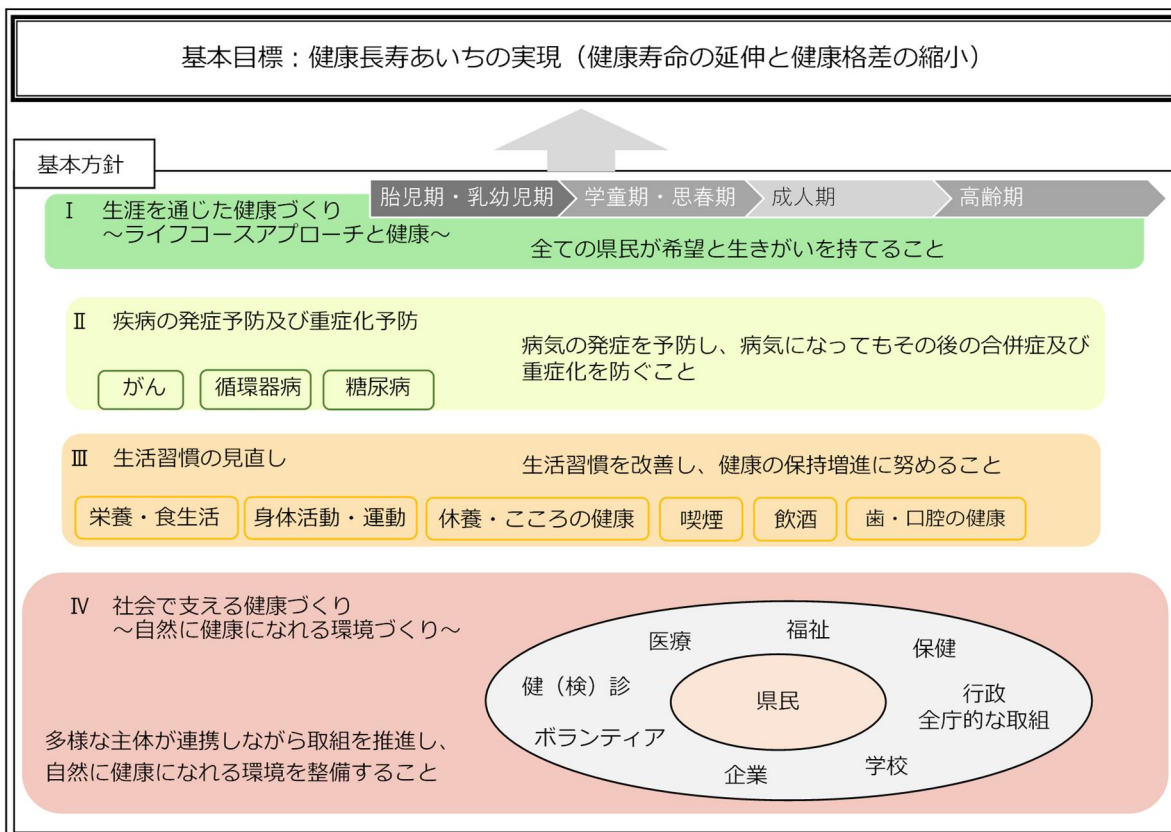 基本目標：健康長寿あいちの実現（健康寿命の延伸と健康格差の縮小）
基本方針
胎児期・乳幼児期
学童期・思春期
成人期
高齢期
Ⅰ 生涯を通じた健康づくり
～ライフコースアプローチと健康～
全ての県民が希望と生きがいを持てること
Ⅱ 疾病の発症予防及び重症化予防
病気の発症を予防し、病気になってもその後の合併症及び
重症化を防ぐこと
がん
循環器病
糖尿病
Ⅲ 生活習慣の見直し
生活習慣を改善し、健康の保持増進に努めること
栄養・食生活
身体活動・運動
休養・こころの健康
喫煙
飲酒
歯・口腔の健康
Ⅳ 社会で支える健康づくり
～自然に健康になれる環境づくり～
多様な主体が連携しながら取組を推進し、
自然に健康になれる環境を整備すること
医療
福祉
保健
健（検）診
県民
行政
全庁的な取組
ボランティア
企業
学校